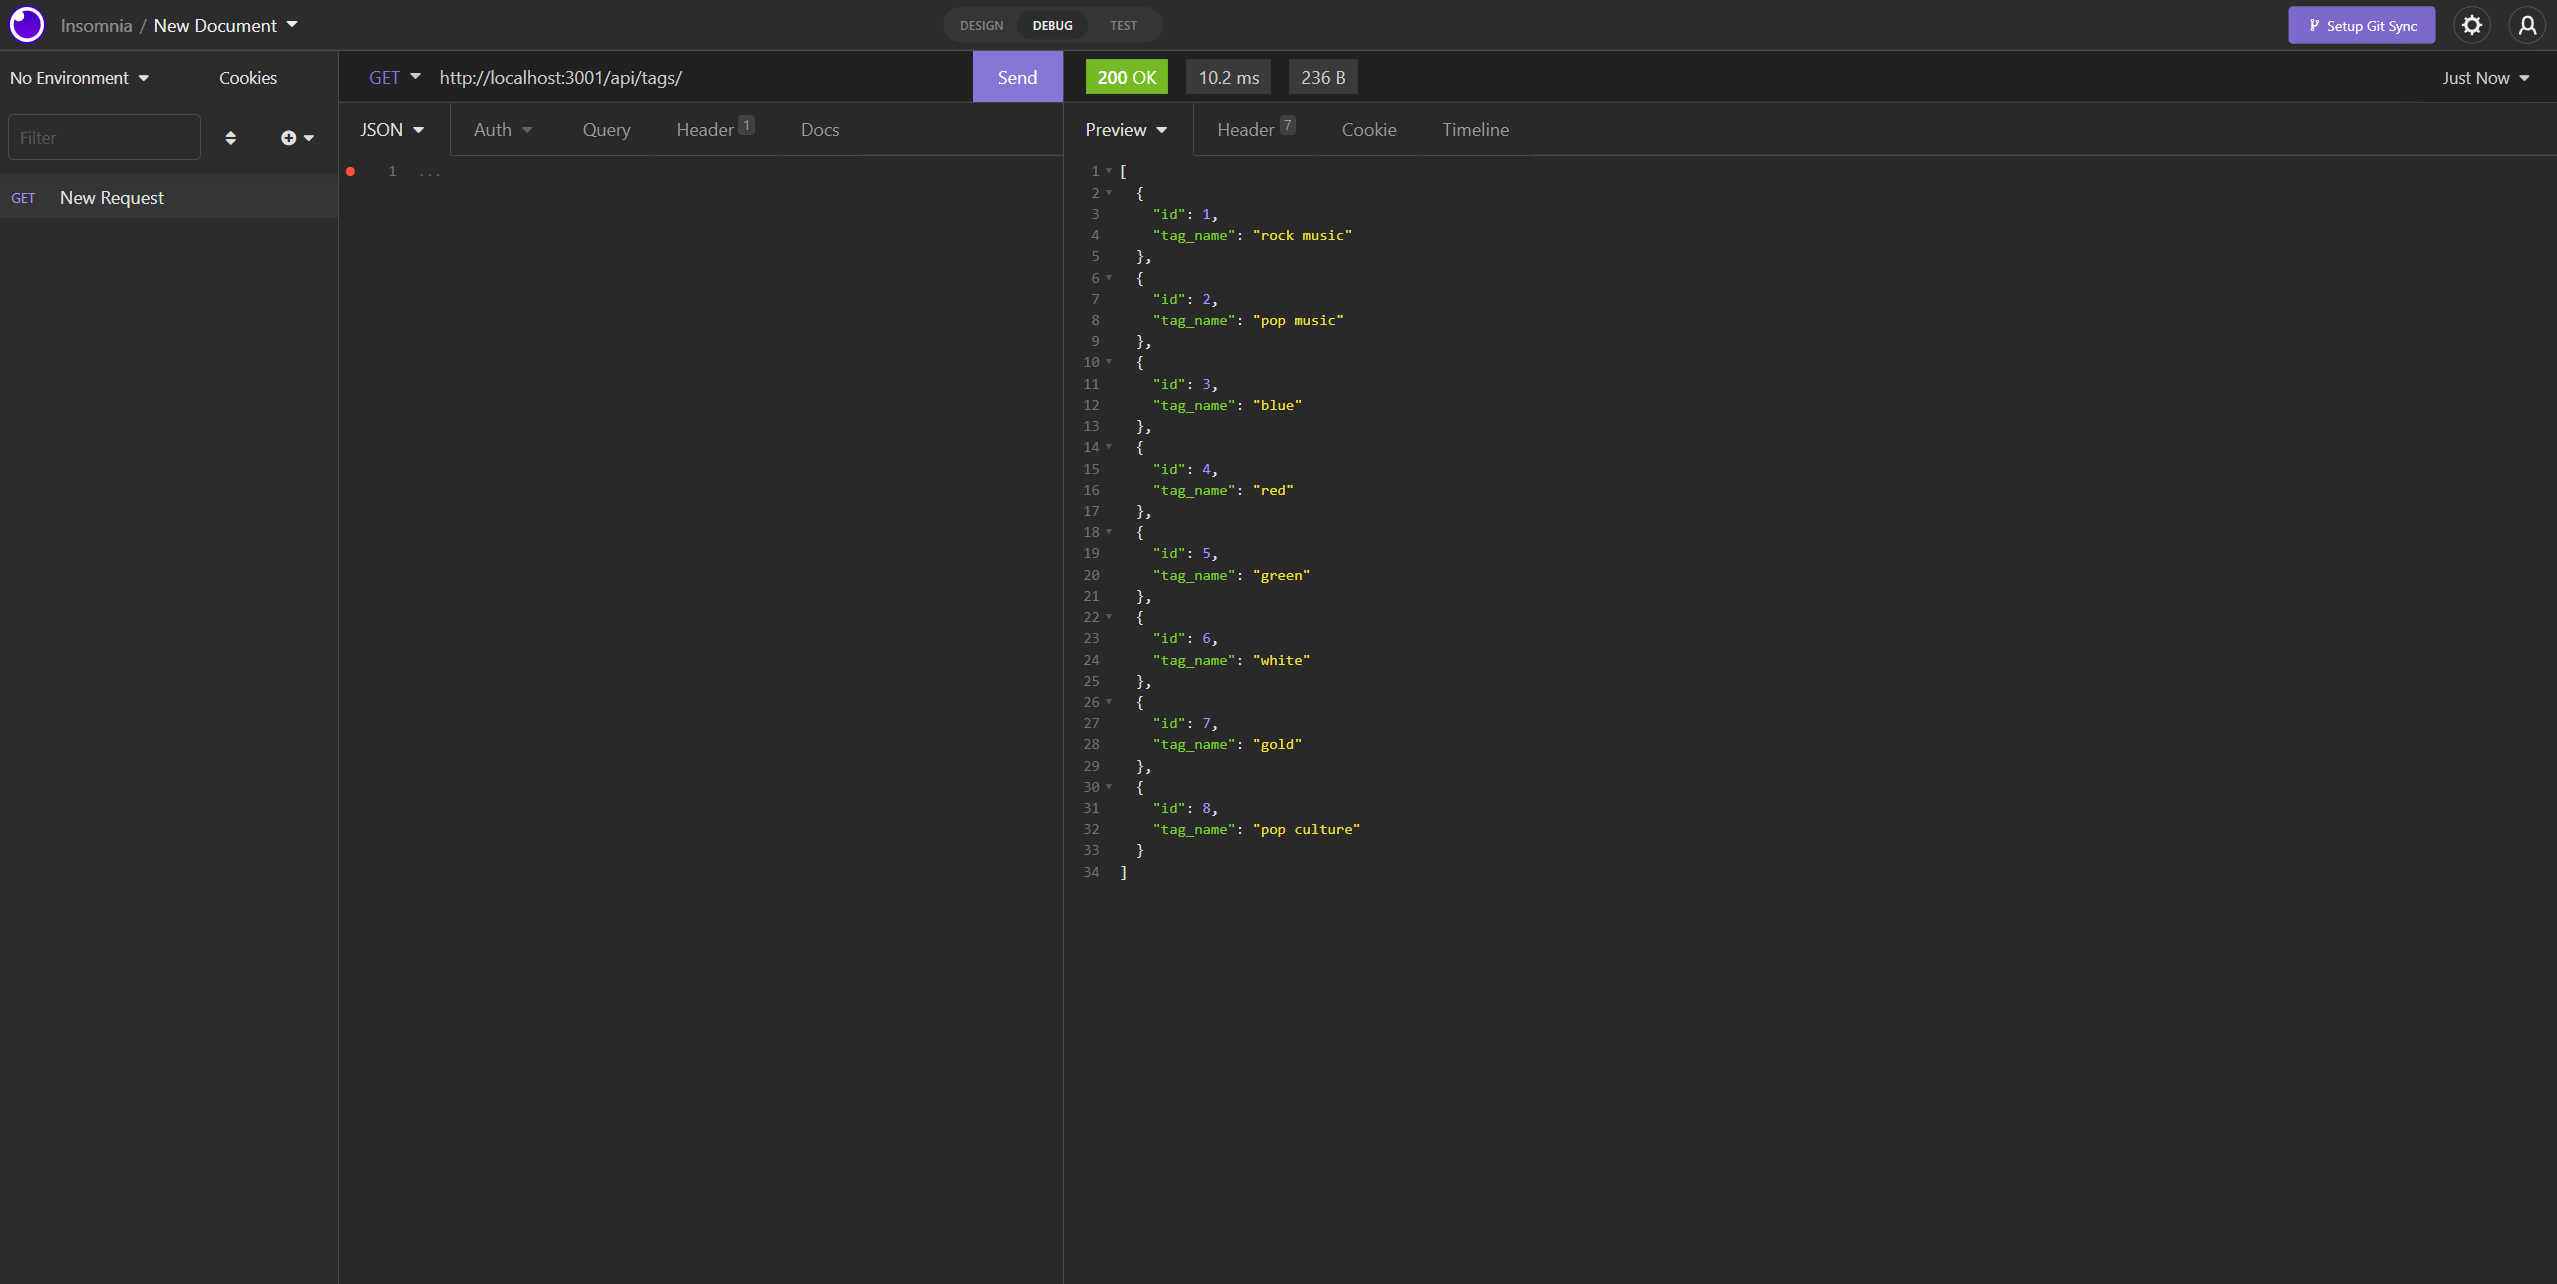 Insomnia / New Document
DESIGN DEBUG TEST
Setup Git Sync
No Environment Cookies
GET http://localhost:3001/api/tags/ Send
200 OK 10.2 ms 236 B Just Now
Filter
JSON Auth Query Header 1 Docs
Preview Header 7 Cookie Timeline
GET New Request
1 ...
1 [
2 {
3 "id": 1,
4 "tag_name": "rock music"
5 },
6 {
7 "id": 2,
8 "tag_name": "pop music"
9 },
10 {
11 "id": 3,
12 "tag_name": "blue"
13 },
14 {
15 "id": 4,
16 "tag_name": "red"
17 },
18 {
19 "id": 5,
20 "tag_name": "green"
21 },
22 {
23 "id": 6,
24 "tag_name": "white"
25 },
26 {
27 "id": 7,
28 "tag_name": "gold"
29 },
30 {
31 "id": 8,
32 "tag_name": "pop culture"
33 }
34 ]